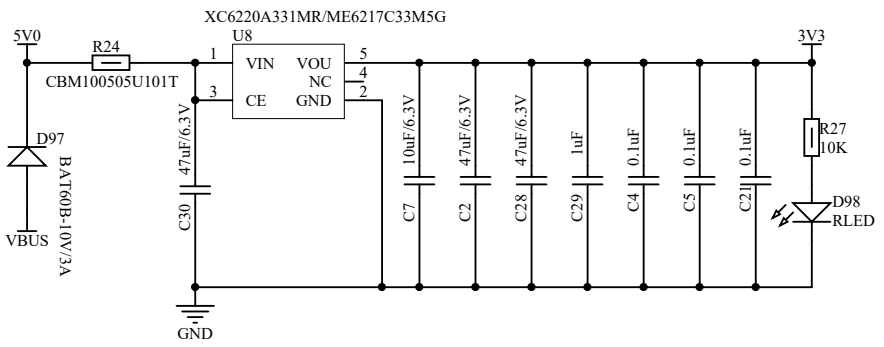 XC6220A331MR/ME6217C33M5G
5V0
R24
CBM100505U101T
U8
1
VIN
VOU
5
NC
4
3
CE
GND
2
3V3
D97
BAT60B-10V/3A
VBUS
47uF/6.3V
C30
10uF/6.3V
C7
47uF/6.3V
C2
47uF/6.3V
C28
1uF
C29
0.1uF
C4
0.1uF
C5
0.1uF
C21
R27
10K
D98
RLED
GND